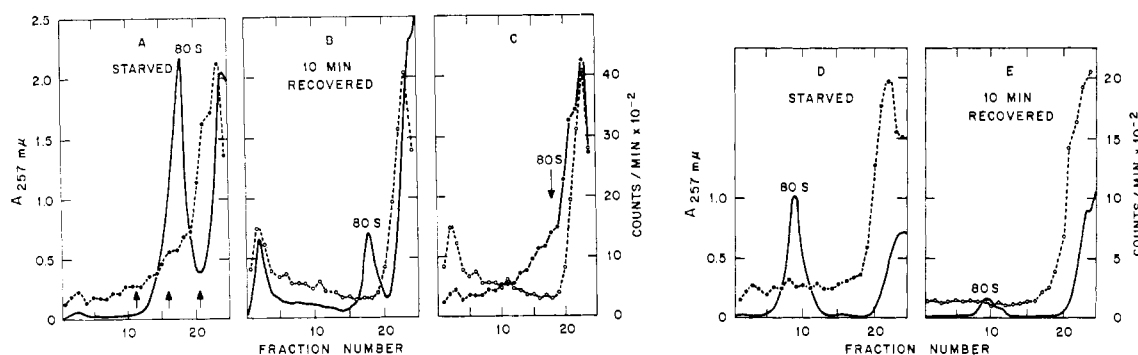 A
STARVED
80 S
B
10 MIN
RECOVERED
80 S
C
80 S
2.5
2.0
1.5
1.0
0.5
0
A 257 mμ
10 20
10 20
10 20
40
30
20
10
0
COUNTS / MIN × 10⁻²
FRACTION NUMBER
D
STARVED
80 S
E
10 MIN
RECOVERED
80 S
1.0
0.5
0
A 257 mμ
10 20
10 20
20
15
10
5
0
COUNTS / MIN × 10⁻²
FRACTION NUMBER